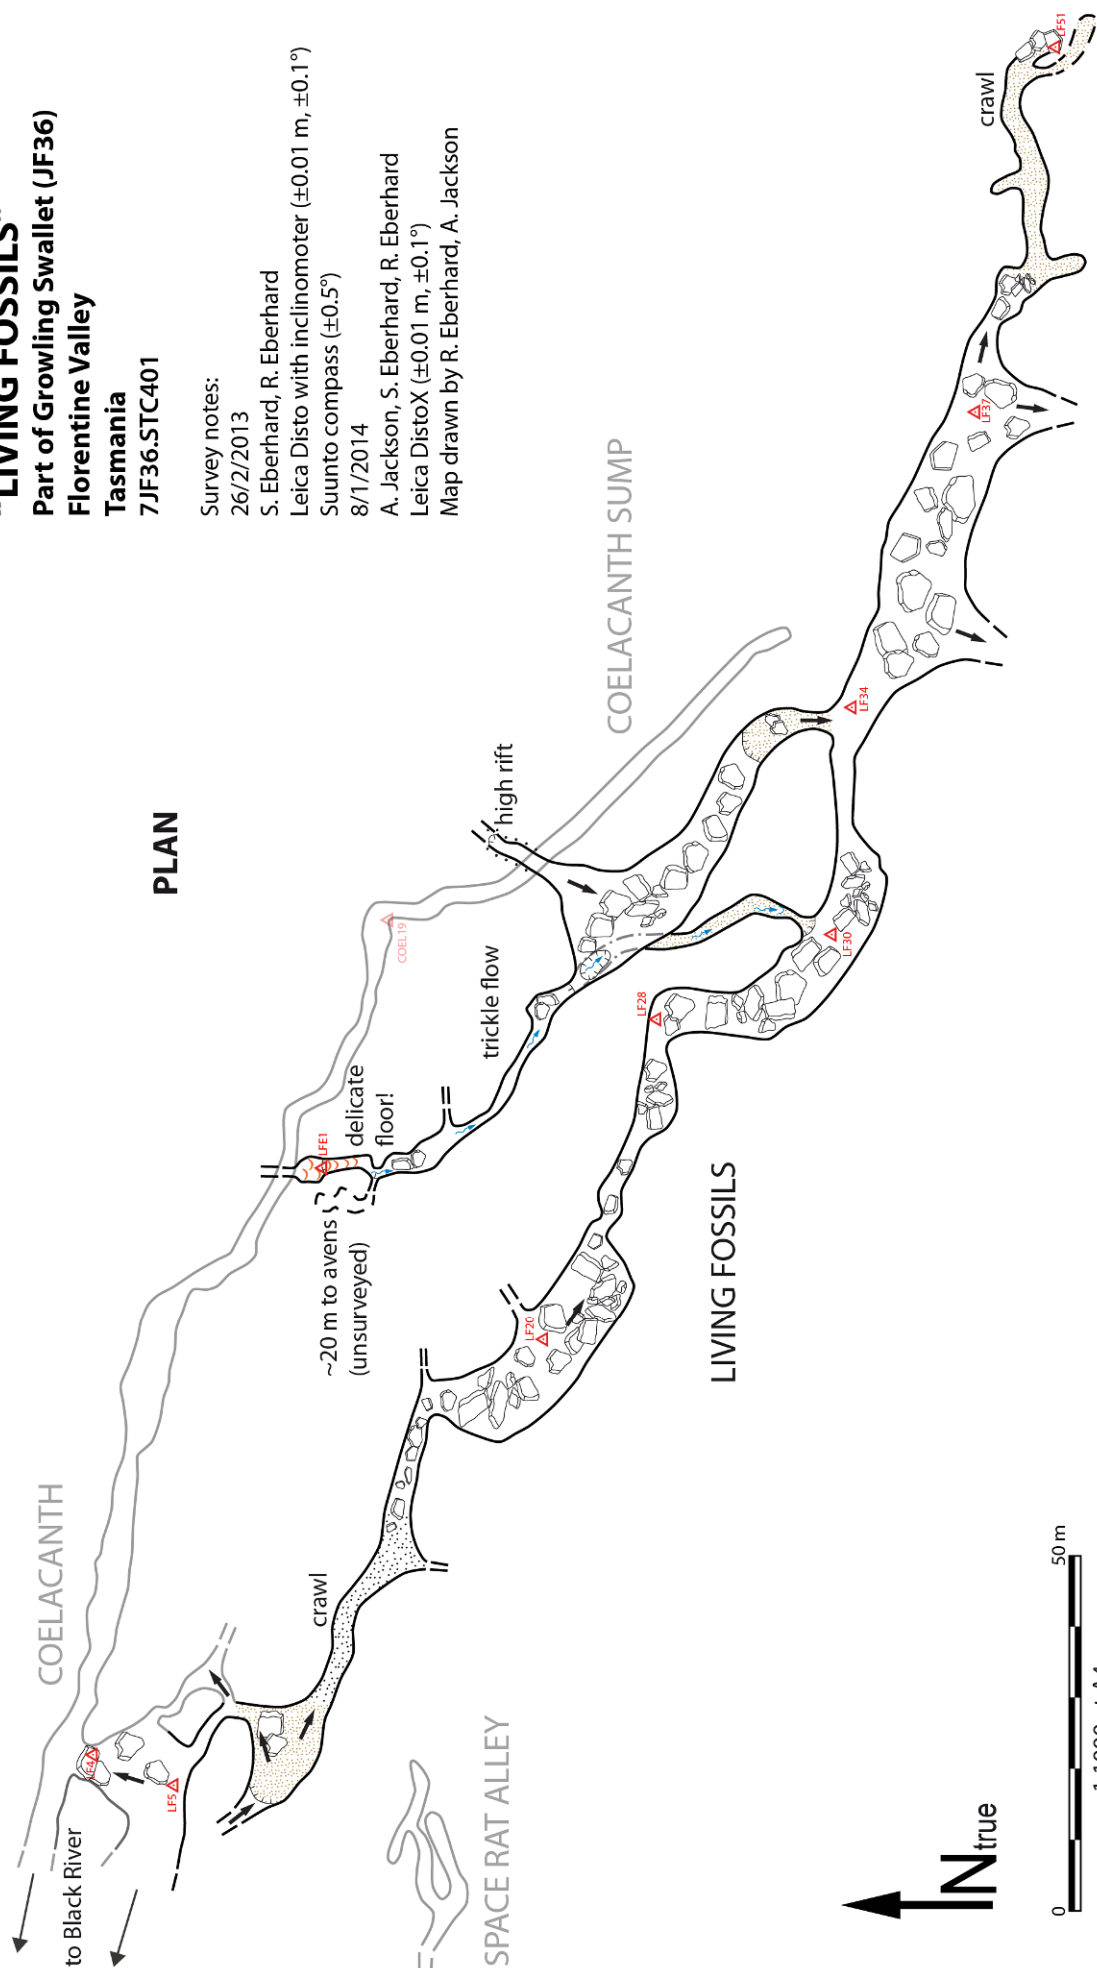 "LIVING FOSSILS"
Part of Growling Swallet (JF36)
Florentine Valley
Tasmania
7JF36.STC401
Survey notes:
26/2/2013
S. Eberhard, R. Eberhard
Leica Disto with inclinomoter (±0.01 m, ±0.1°)
Suunto compass (±0.5°)
8/1/2014
A. Jackson, S. Eberhard, R. Eberhard
Leica DistoX (±0.01 m, ±0.1°)
Map drawn by R. Eberhard, A. Jackson
PLAN
COELACANTH
to Black River
LF4
LF5
SPACE RAT ALLEY
crawl
~20 m to avens
(unsurveyed)
delicate
floor!
LFE1
COEL19
trickle flow
high rift
COELACANTH SUMP
LF20
LF28
LF30
LF34
LF37
crawl
LF51
LIVING FOSSILS
N true
0
50 m